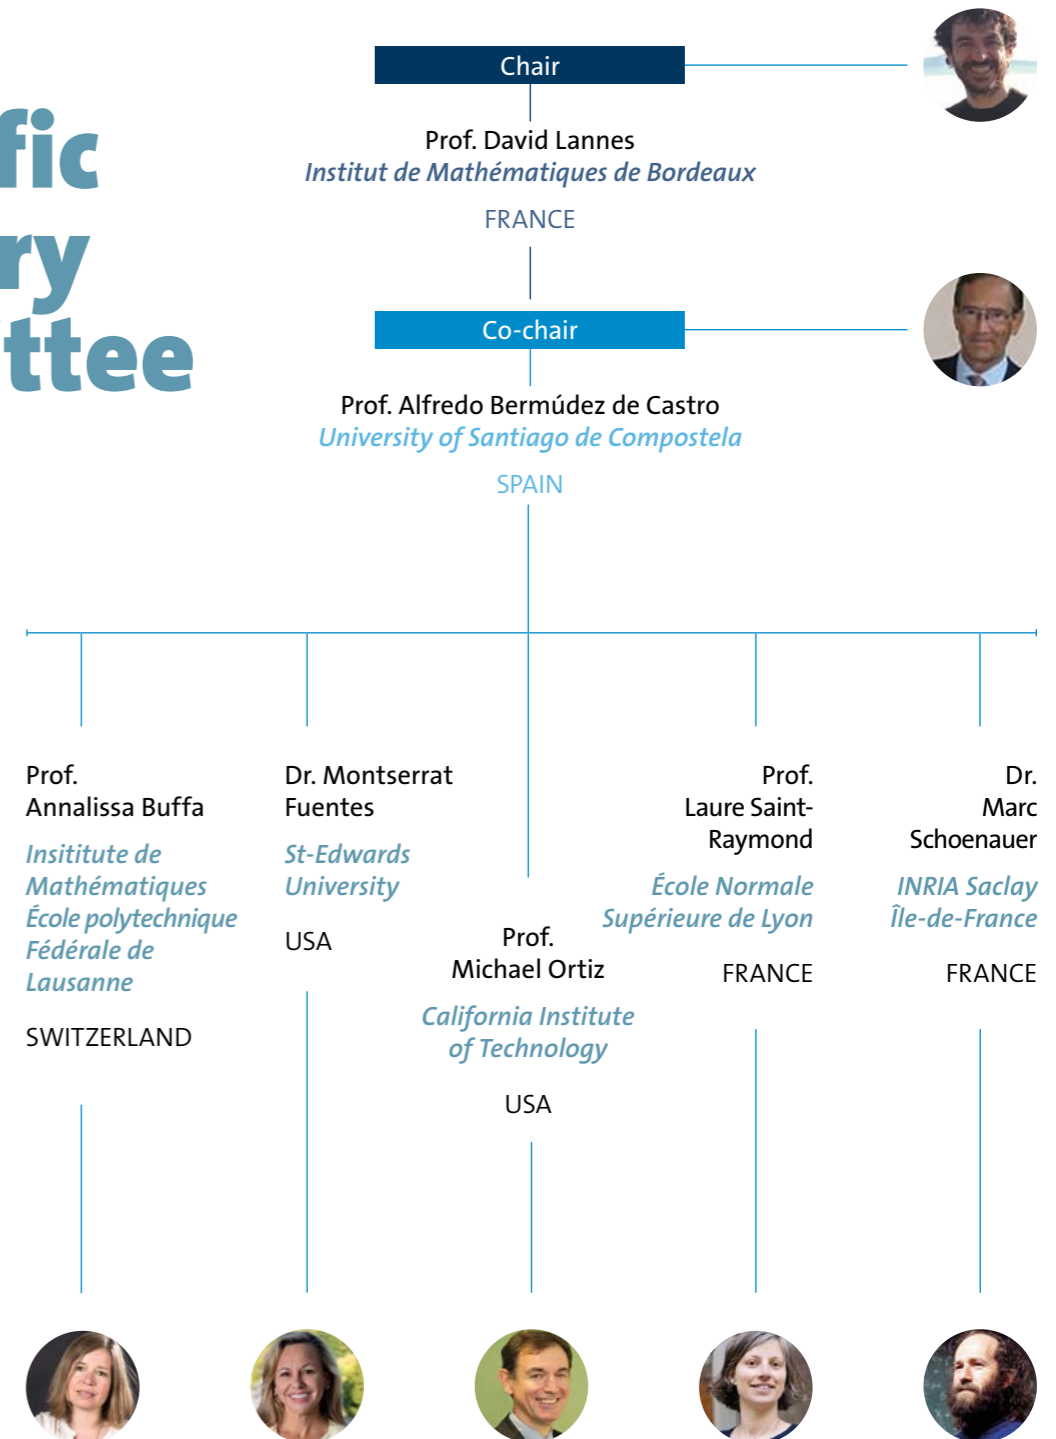 fic
ry
ittee
Chair
Prof. David Lannes
Institut de Mathématiques de Bordeaux
FRANCE
Co-chair
Prof. Alfredo Bermúdez de Castro
University of Santiago de Compostela
SPAIN
Prof.
Annalissa Buffa
Insititute de
Mathématiques
École polytechnique
Fédérale de
Lausanne
SWITZERLAND
Dr. Montserrat
Fuentes
St-Edwards
University
USA
Prof.
Michael Ortiz
California Institute
of Technology
USA
Prof.
Laure Saint-
Raymond
École Normale
Supérieure de Lyon
FRANCE
Dr.
Marc
Schoenauer
INRIA Saclay
Île-de-France
FRANCE